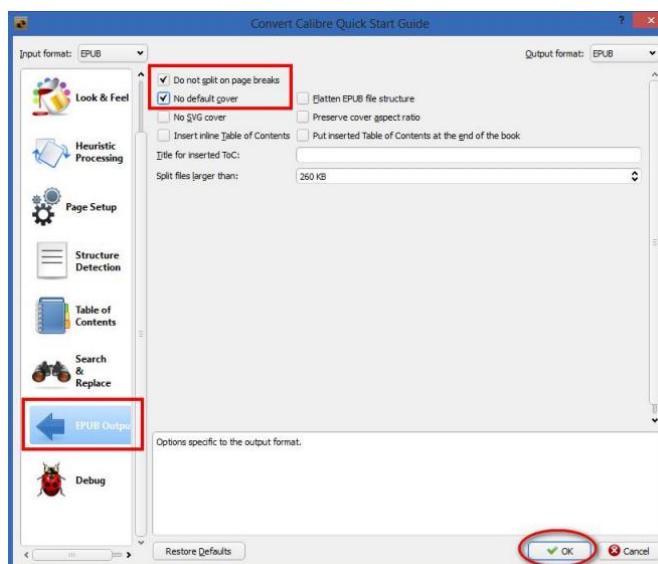 Convert Calibre Quick Start Guide
?
Input format: EPUB
Output format: EPUB
Look & Feel
Heuristic
Processing
Page Setup
Structure
Detection
Table of
Contents
Search
&
Replace
EPUB Outpu
Debug
Do not split on page breaks
No default cover
Flatten EPUB file structure
No SVG cover
Preserve cover aspect ratio
Insert inline Table of Contents
Put inserted Table of Contents at the end of the book
Title for inserted ToC:
Split files larger than:
260 KB
Options specific to the output format.
Restore Defaults
OK
Cancel